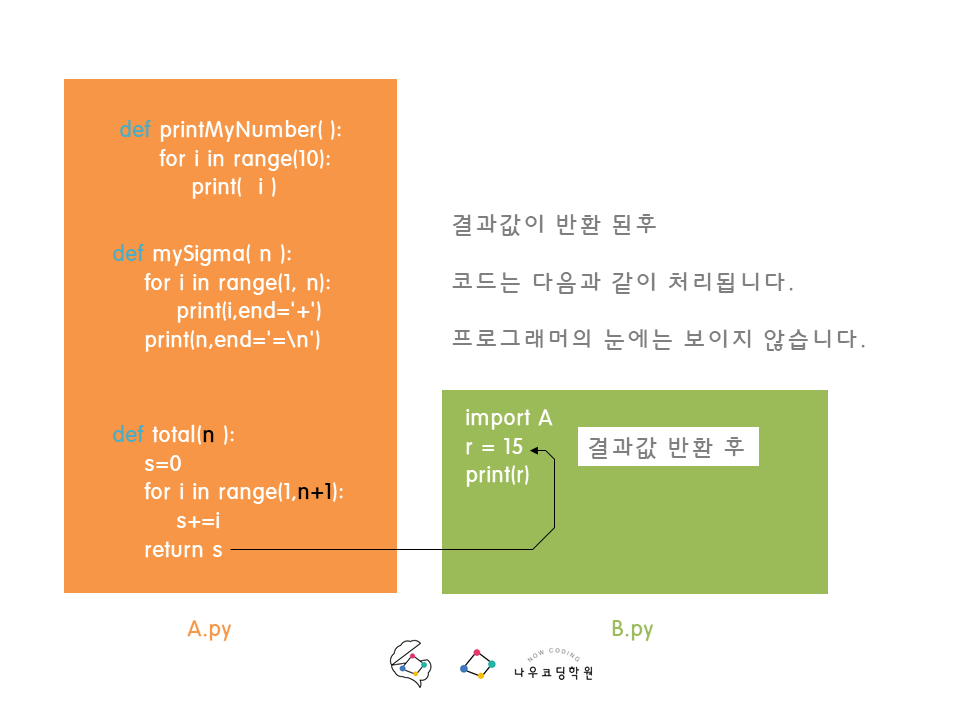 def printMyNumber( ):
for i in range(10):
print(  i )
def mySigma( n ):
for i in range(1, n):
print(i,end='+')
print(n,end='=\n')
def total(n ):
s=0
for i in range(1,n+1):
s+=i
return s
A.py
결과값이 반환 된후
코드는 다음과 같이 처리됩니다.
프로그래머의 눈에는 보이지 않습니다.
import A
r = 15
print(r)
결과값 반환 후
B.py
NOW CODING
나우코딩학원